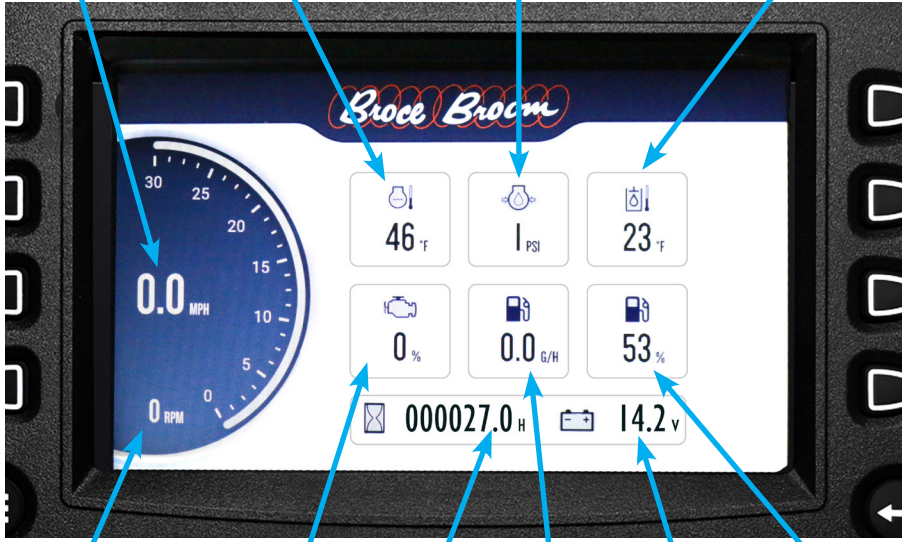 Broce Broom
30
25
20
15
10
5
0
0.0 MPH
0 RPM
46 °F
1 PSI
23 °F
0 %
0.0 G/H
53 %
000027.0 H
- +
14.2 V